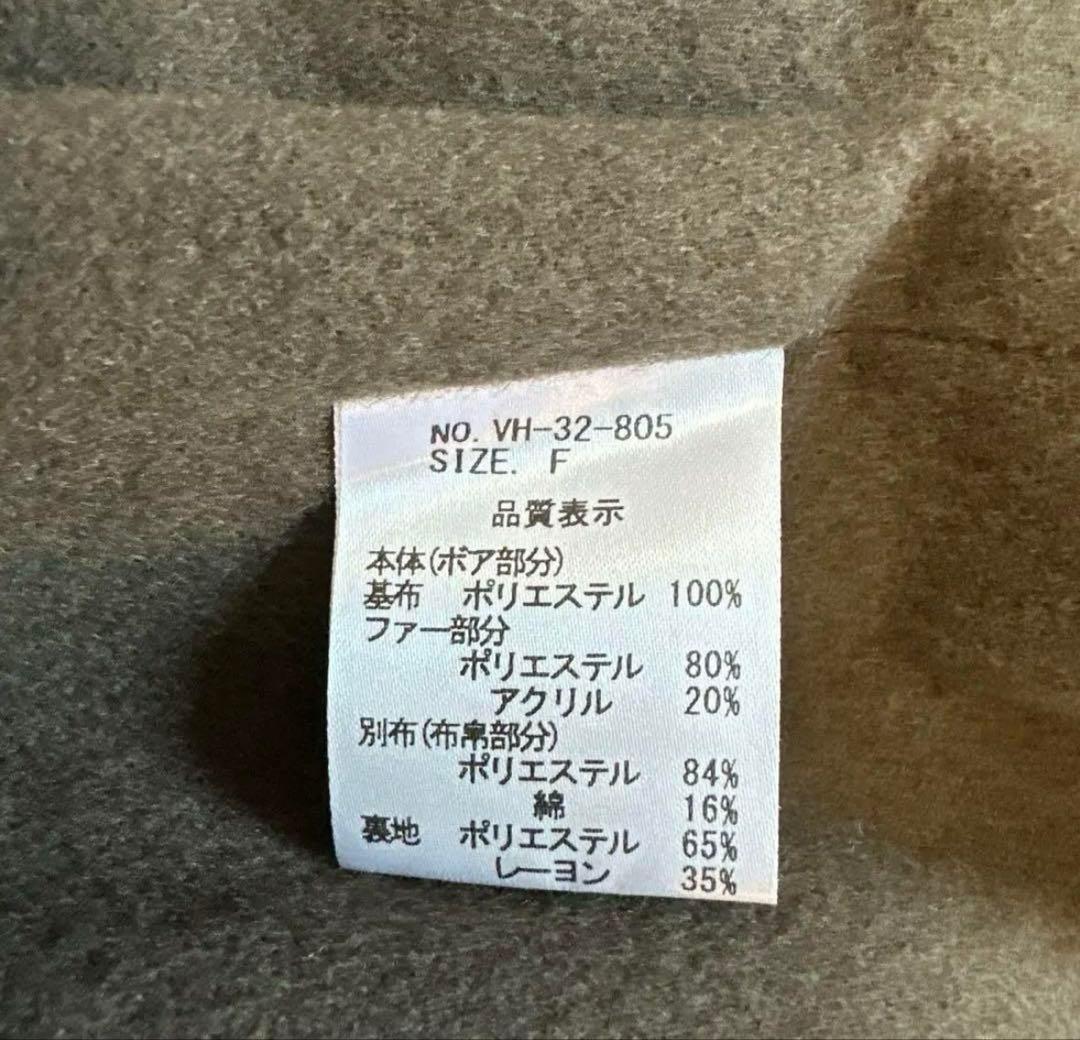 NO. VH-32-805
SIZE. F
品質表示
本体(ボア部分)
基布 ポリエステル 100%
ファー部分
ポリエステル 80%
アクリル 20%
別布(布帛部分)
ポリエステル 84%
綿 16%
裏地 ポリエステル 65%
レーヨン 35%